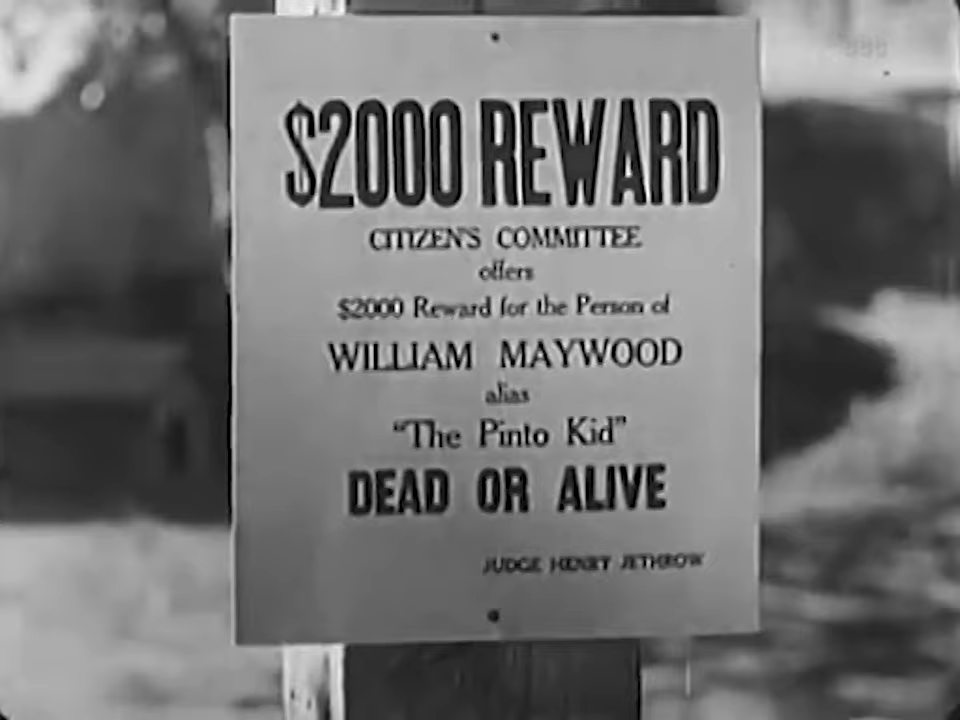 $2000 REWARD
CITIZEN'S COMMITTEE
offers
$2000 Reward for the Person of
WILLIAM MAYWOOD
alias
"The Pinto Kid"
DEAD OR ALIVE
JUDGE HENRY JETHROW